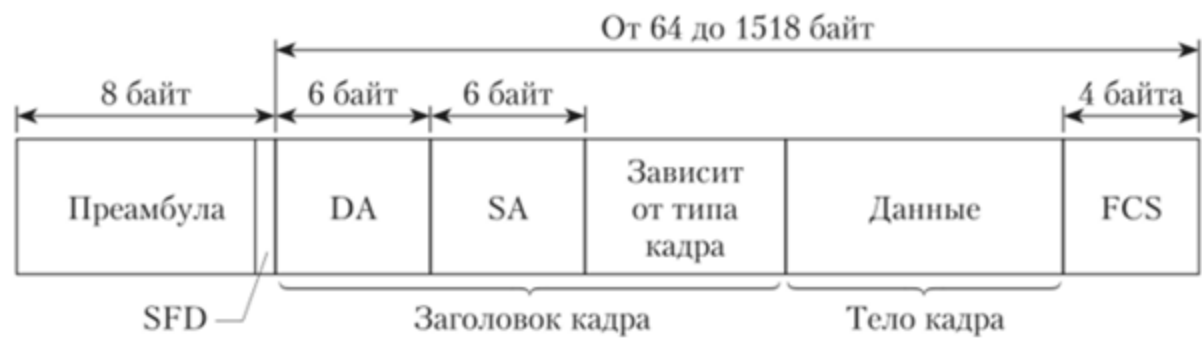 От 64 до 1518 байт
8 байт
6 байт
6 байт
4 байта
Преамбула
DA
SA
Зависит
от типа
кадра
Данные
FCS
SFD
Заголовок кадра
Тело кадра